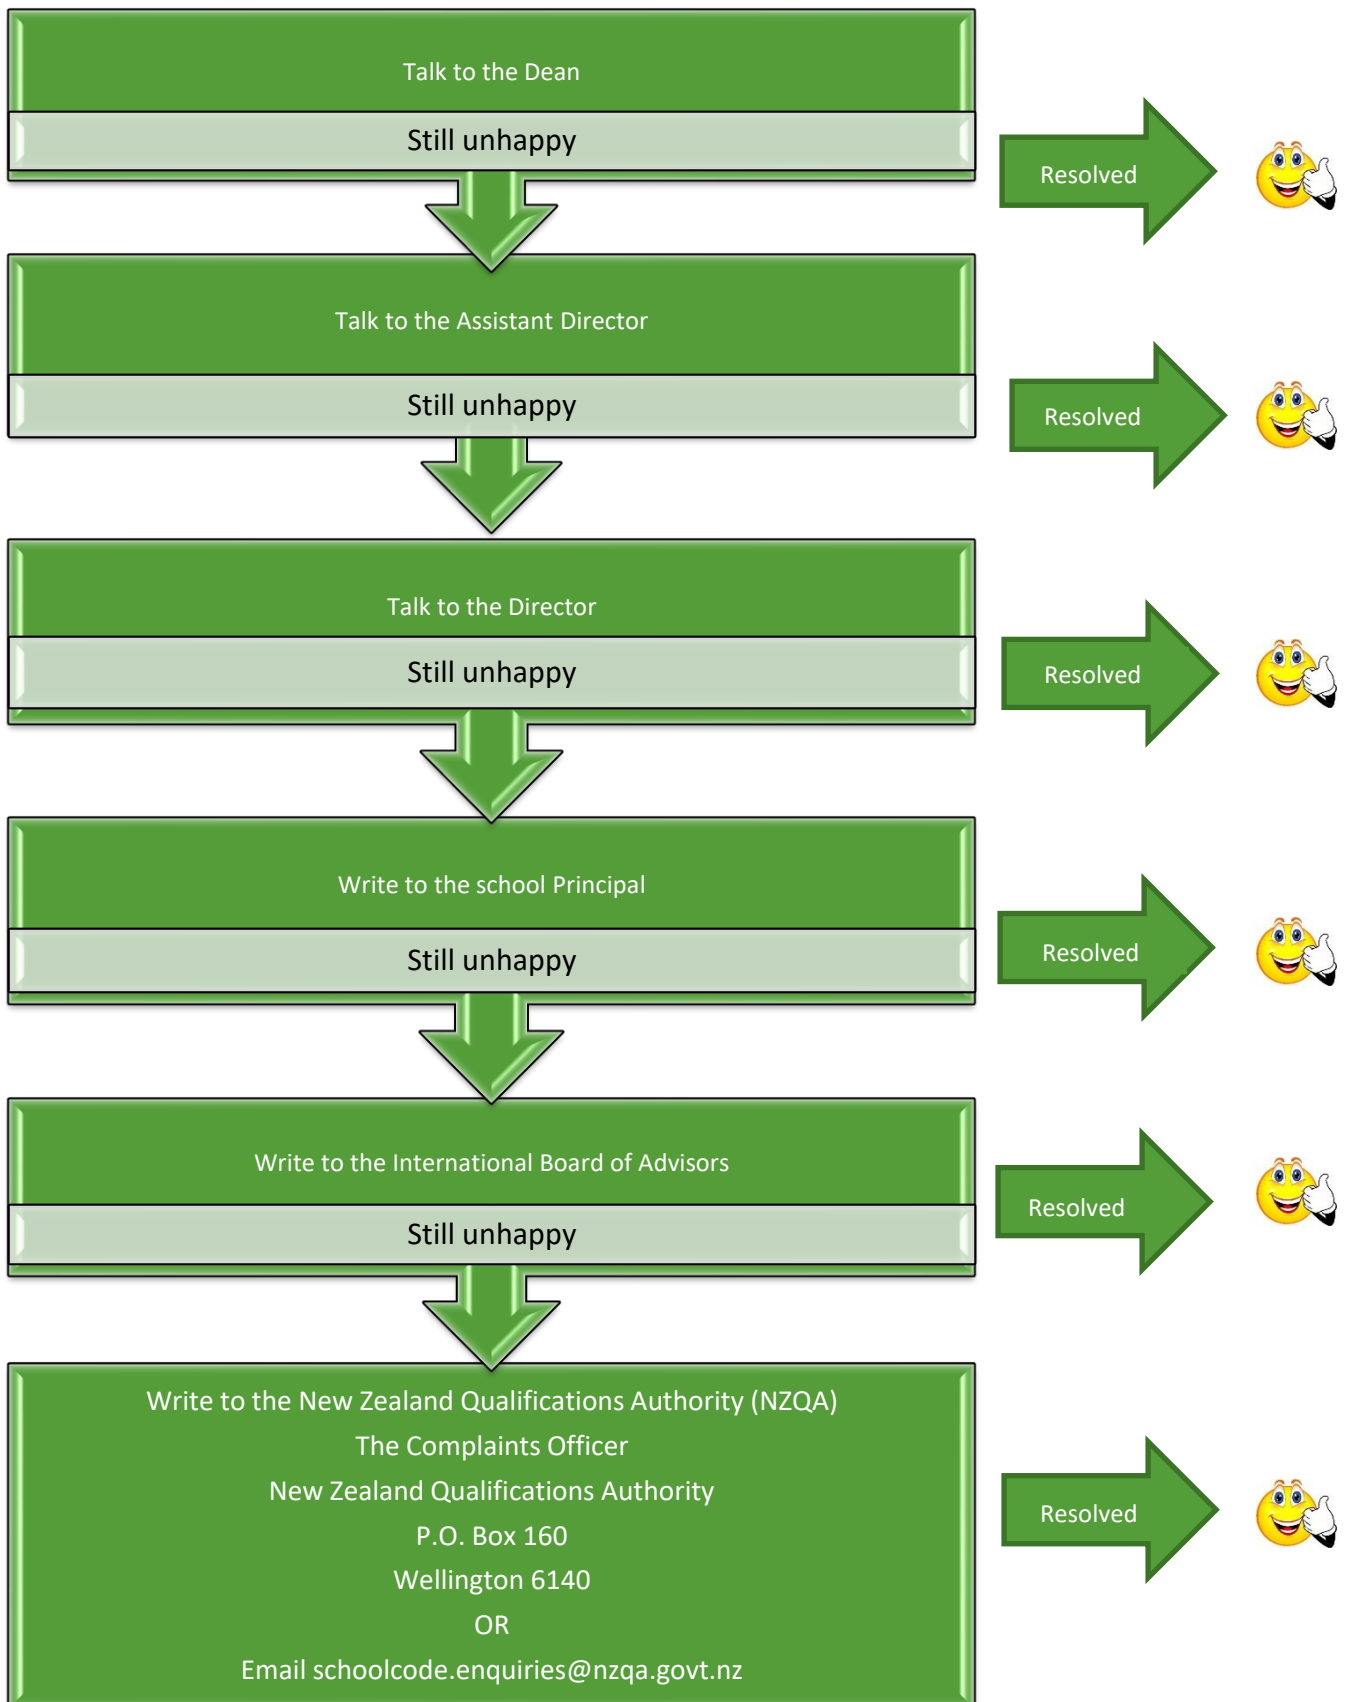 Talk to the Dean
Still unhappy
Resolved
Talk to the Assistant Director
Still unhappy
Resolved
Talk to the Director
Still unhappy
Resolved
Write to the school Principal
Still unhappy
Resolved
Write to the International Board of Advisors
Still unhappy
Resolved
Write to the New Zealand Qualifications Authority (NZQA)
The Complaints Officer
New Zealand Qualifications Authority
P.O. Box 160
Wellington 6140
OR
Email schoolcode.enquiries@nzqa.govt.nz
Resolved